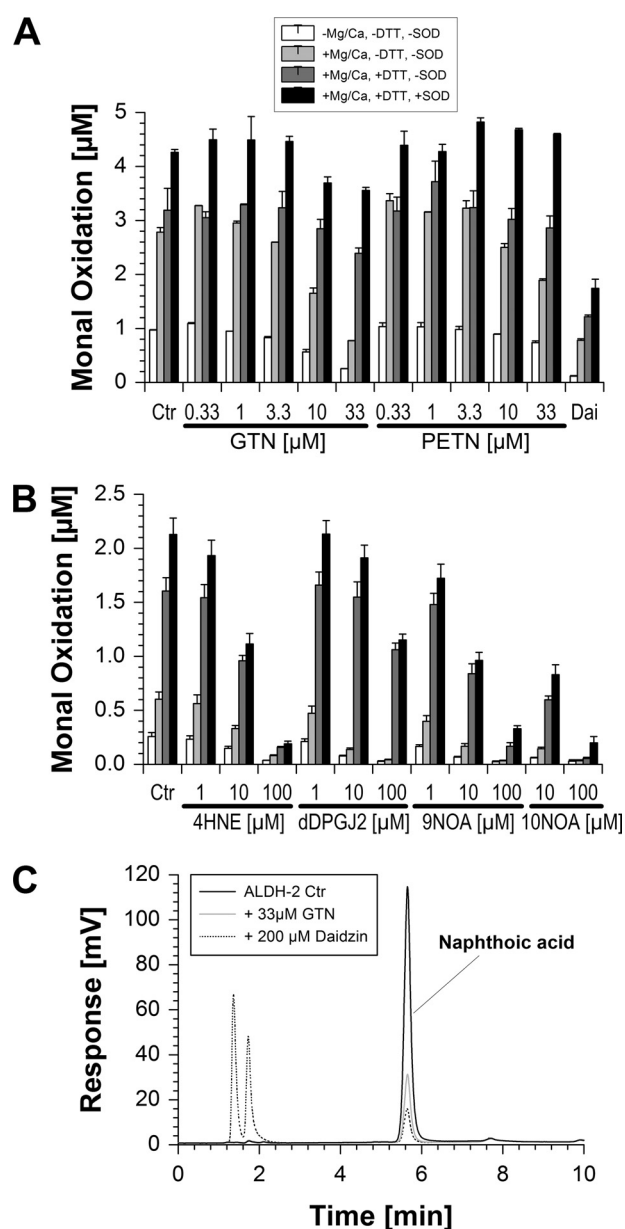 A
-Mg/Ca, -DTT, -SOD
+Mg/Ca, -DTT, -SOD
+Mg/Ca, +DTT, -SOD
+Mg/Ca, +DTT, +SOD
Monal Oxidation [µM]
5
4
3
2
1
0
Ctr 0.33 1 3.3 10 33 0.33 1 3.3 10 33 Dai
GTN [µM] PETN [µM]
B
Monal Oxidation [µM]
2.5
2.0
1.5
1.0
0.5
0.0
Ctr 1 10 100 1 10 100 1 10 100 10 100
4HNE [µM] dDPGJ2 [µM] 9NOA [µM] 10NOA [µM]
C
ALDH-2 Ctr
+ 33µM GTN
+ 200 µM Daidzin
Naphthoic acid
Response [mV]
120
100
80
60
40
20
0
0 2 4 6 8 10
Time [min]